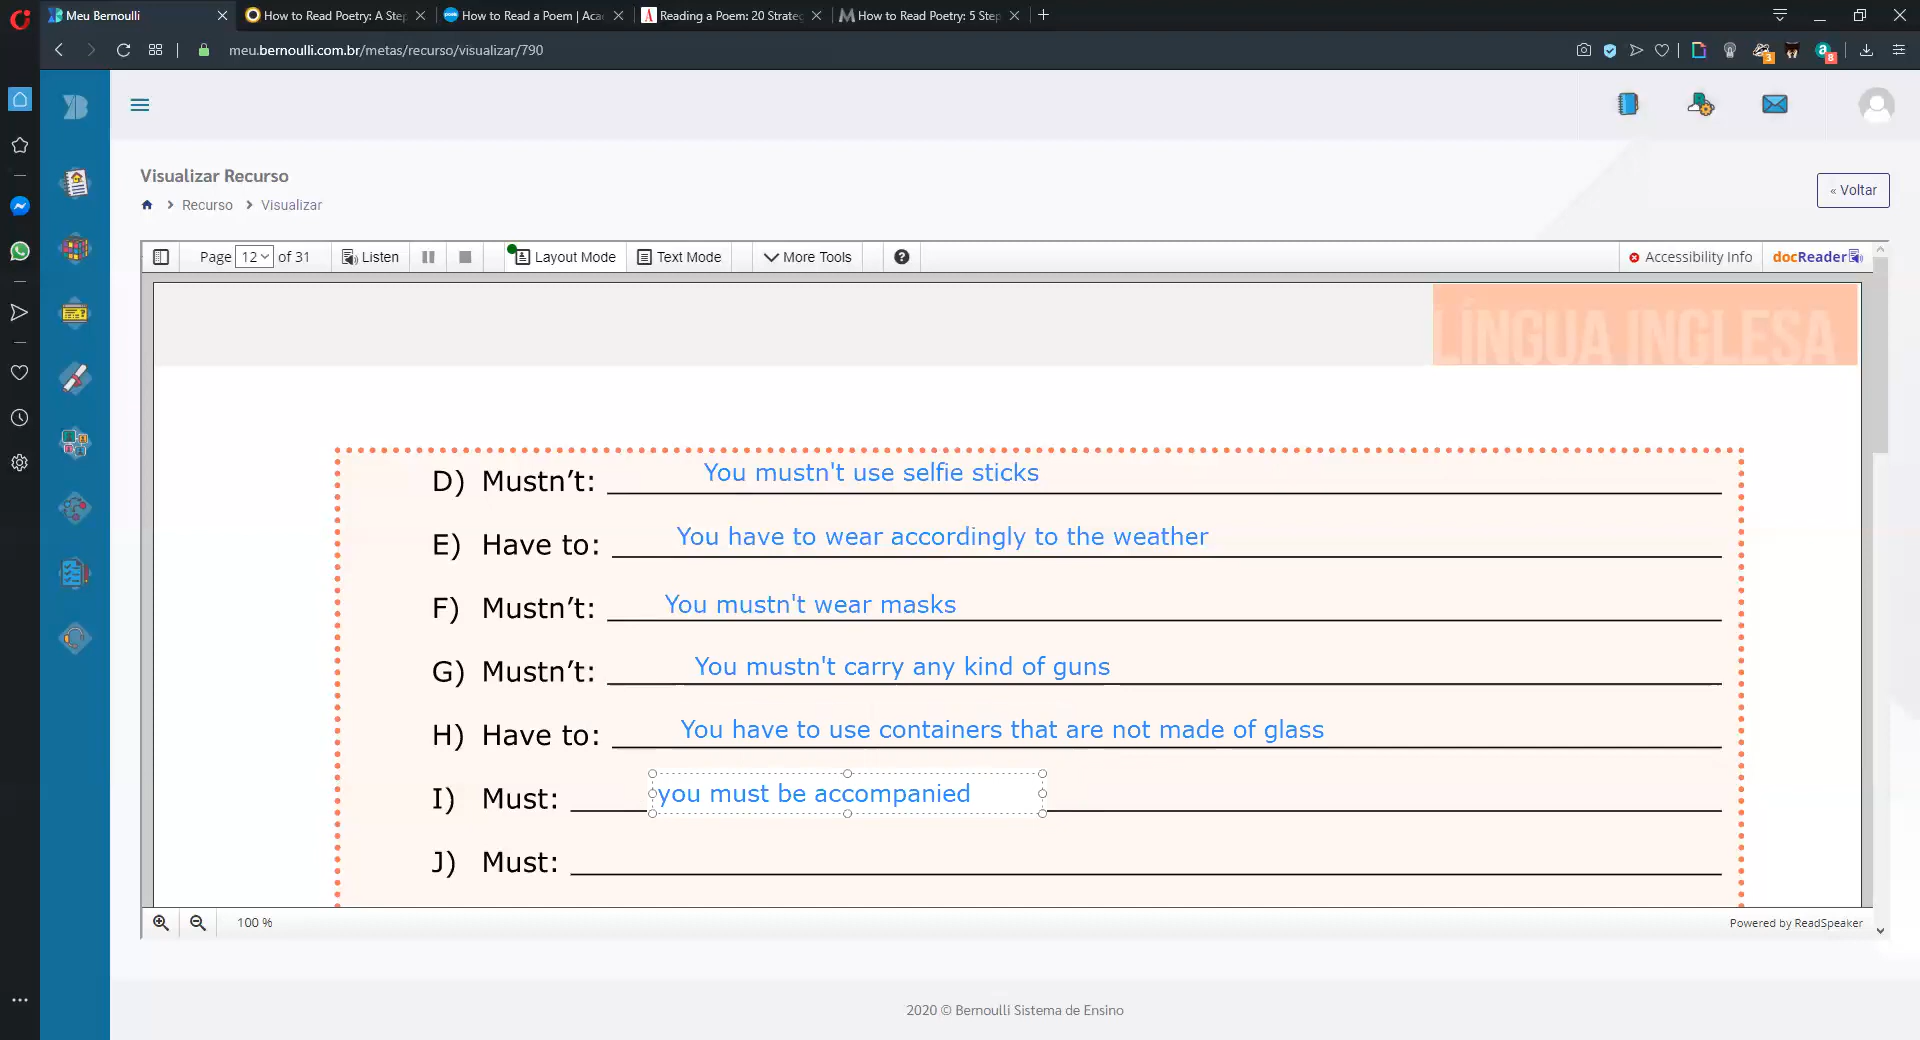 Meu Bernoulli
How to Read Poetry: A Step
How to Read a Poem | Aca
Reading a Poem: 20 Strateg
How to Read Poetry: 5 Step
meu.bernoulli.com.br/metas/recurso/visualizar/790
3
8
Visualizar Recurso
Recurso
Visualizar
« Voltar
Page 12 of 31
Listen
Layout Mode
Text Mode
More Tools
Accessibility Info
docReader
LÍNGUA INGLESA
D) Mustn't: You mustn't use selfie sticks
E) Have to: You have to wear accordingly to the weather
F) Mustn't: You mustn't wear masks
G) Mustn't: You mustn't carry any kind of guns
H) Have to: You have to use containers that are not made of glass
I) Must: you must be accompanied
J) Must:
100 %
Powered by ReadSpeaker
2020 © Bernoulli Sistema de Ensino